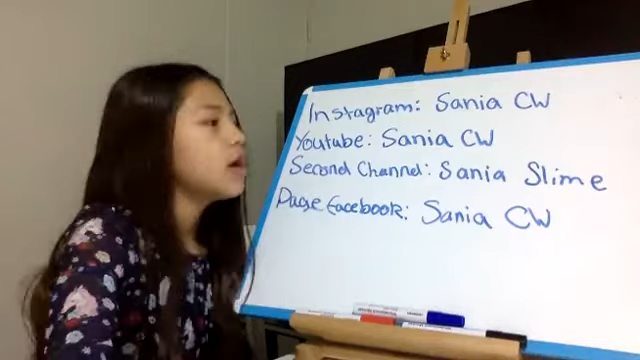 Instagram: Sania CW
Youtube: Sania CW
Second Channel: Sania Slime
Page Facebook: Sania CW